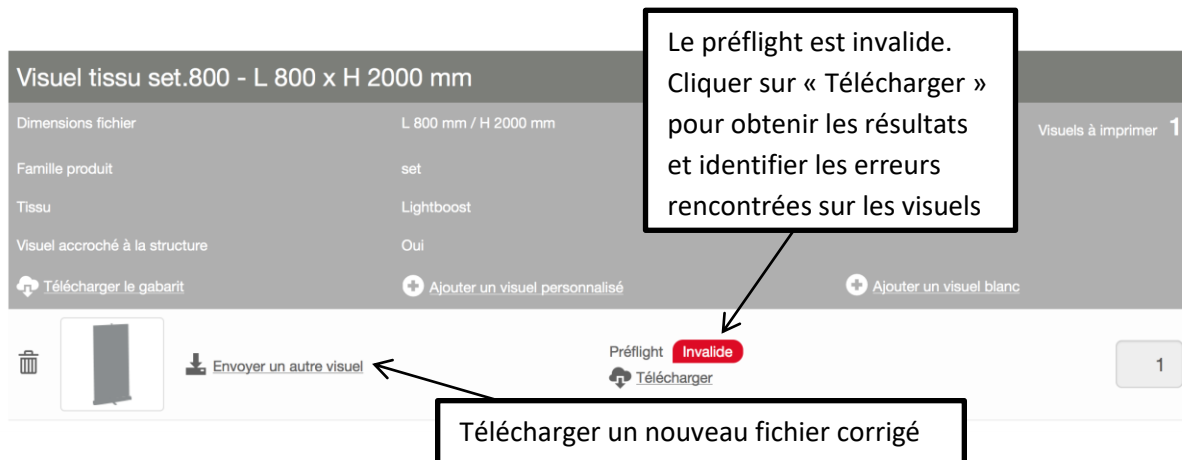 Le préflight est invalide.
Cliquer sur « Télécharger »
pour obtenir les résultats
et identifier les erreurs
rencontrées sur les visuels
Visuel tissu set.800 - L 800 x H 2000 mm
Dimensions fichier L 800 mm / H 2000 mm Visuels à imprimer 1
Famille produit set
Tissu Lightboost
Visuel accroché à la structure Oui
Télécharger le gabarit Ajouter un visuel personnalisé Ajouter un visuel blanc
Préflight Invalide
Envoyer un autre visuel Télécharger 1
Télécharger un nouveau fichier corrigé